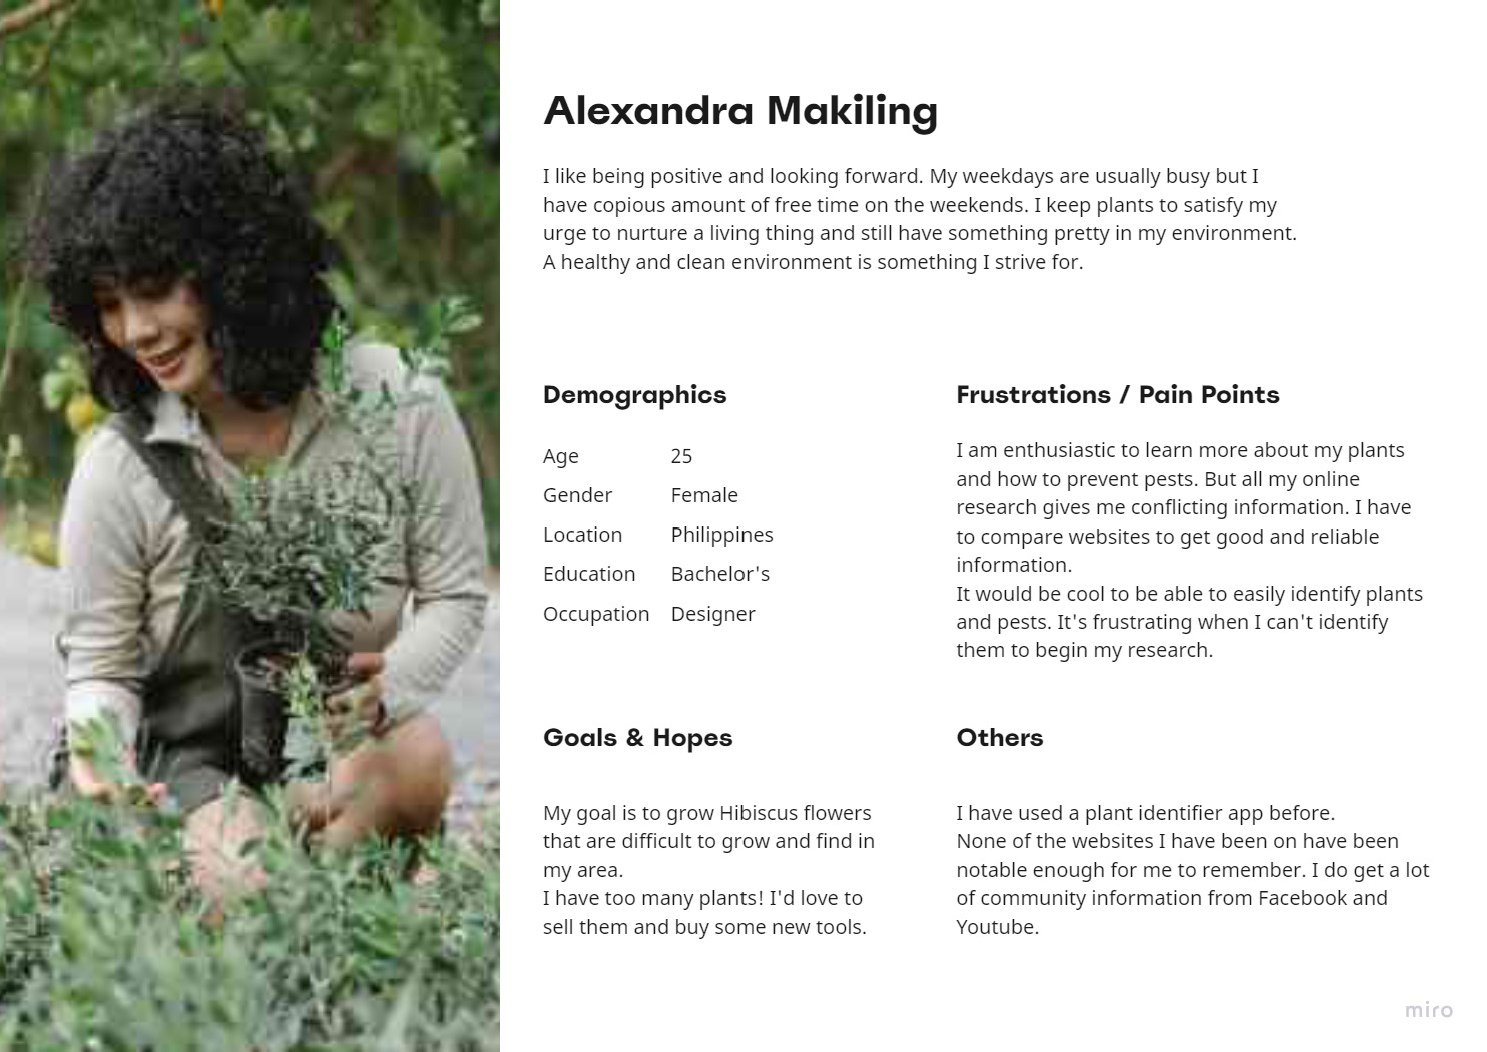 Alexandra Makiling
I like being positive and looking forward. My weekdays are usually busy but I
have copious amount of free time on the weekends. I keep plants to satisfy my
urge to nurture a living thing and still have something pretty in my environment.
A healthy and clean environment is something I strive for.
Demographics
Age 25
Gender Female
Location Philippines
Education Bachelor's
Occupation Designer
Frustrations / Pain Points
I am enthusiastic to learn more about my plants
and how to prevent pests. But all my online
research gives me conflicting information. I have
to compare websites to get good and reliable
information.
It would be cool to be able to easily identify plants
and pests. It's frustrating when I can't identify
them to begin my research.
Goals & Hopes
My goal is to grow Hibiscus flowers
that are difficult to grow and find in
my area.
I have too many plants! I'd love to
sell them and buy some new tools.
Others
I have used a plant identifier app before.
None of the websites I have been on have been
notable enough for me to remember. I do get a lot
of community information from Facebook and
Youtube.
miro